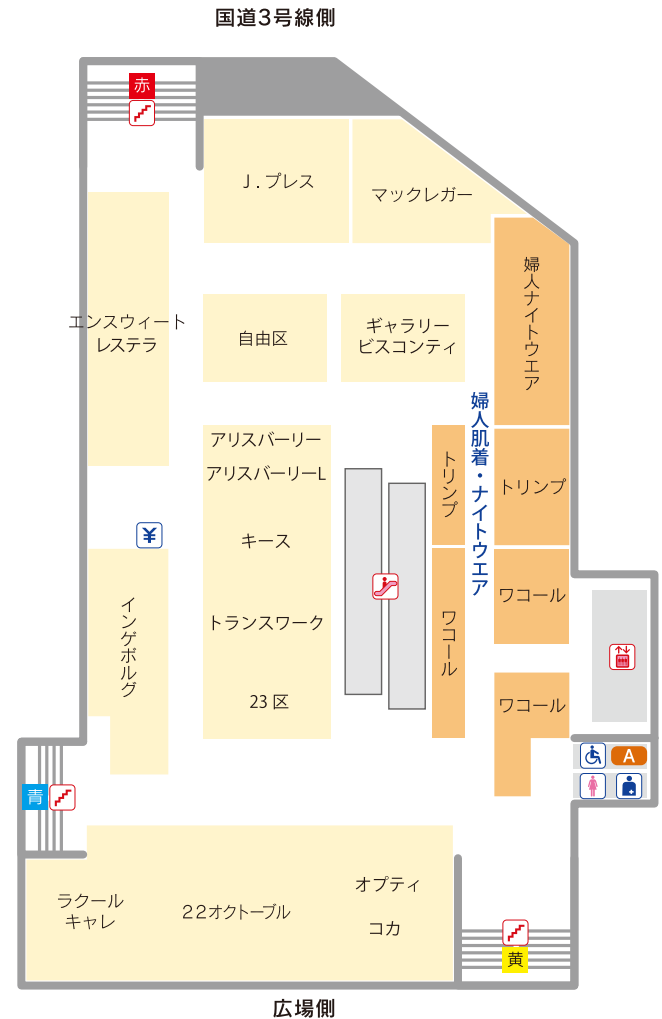 国道3号線側
赤
J.プレス
マックレガー
婦人ナイトウエア
エンスウィート
レステラ
自由区
ギャラリー
ビスコンティ
婦人肌着・ナイトウエア
アリスバーリー
アリスバーリーL
キース
トランスワーク
23区
トリンプ
トリンプ
¥
インゲボルグ
ワコール
ワコール
ワコール
A
青
ラクール
キャレ
22オクトーブル
オプティ
コカ
黄
広場側